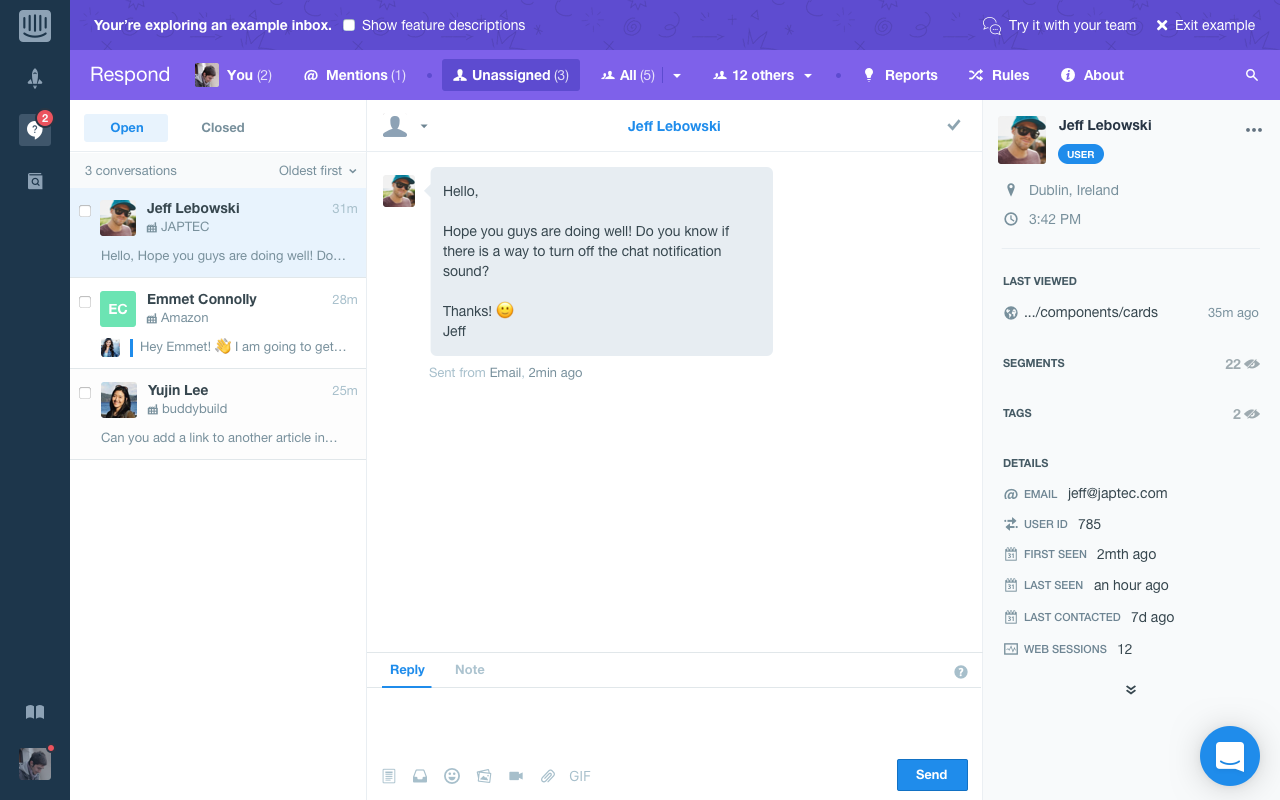 Your’re exploring an example inbox. Show feature descriptions Try it with your team Exit example
Respond You (2) Mentions (1) Unassigned (3) All (5) 12 others Reports Rules About
2
Open Closed
3 conversations Oldest first
Jeff Lebowski 31m
JAPTEC
Hello, Hope you guys are doing well! Do…
EC
Emmet Connolly 28m
Amazon
Hey Emmet! 👋 I am going to get…
Yujin Lee 25m
buddybuild
Can you add a link to another article in…
Jeff Lebowski
Hello,
Hope you guys are doing well! Do you know if
there is a way to turn off the chat notification
sound?
Thanks! 🙂
Jeff
Sent from Email, 2min ago
Reply Note
?
GIF
Send
Jeff Lebowski
USER
Dublin, Ireland
3:42 PM
LAST VIEWED
.../components/cards 35m ago
SEGMENTS 22
TAGS 2
DETAILS
EMAIL jeff@japtec.com
USER ID 785
31 FIRST SEEN 2mth ago
31 LAST SEEN an hour ago
31 LAST CONTACTED 7d ago
WEB SESSIONS 12